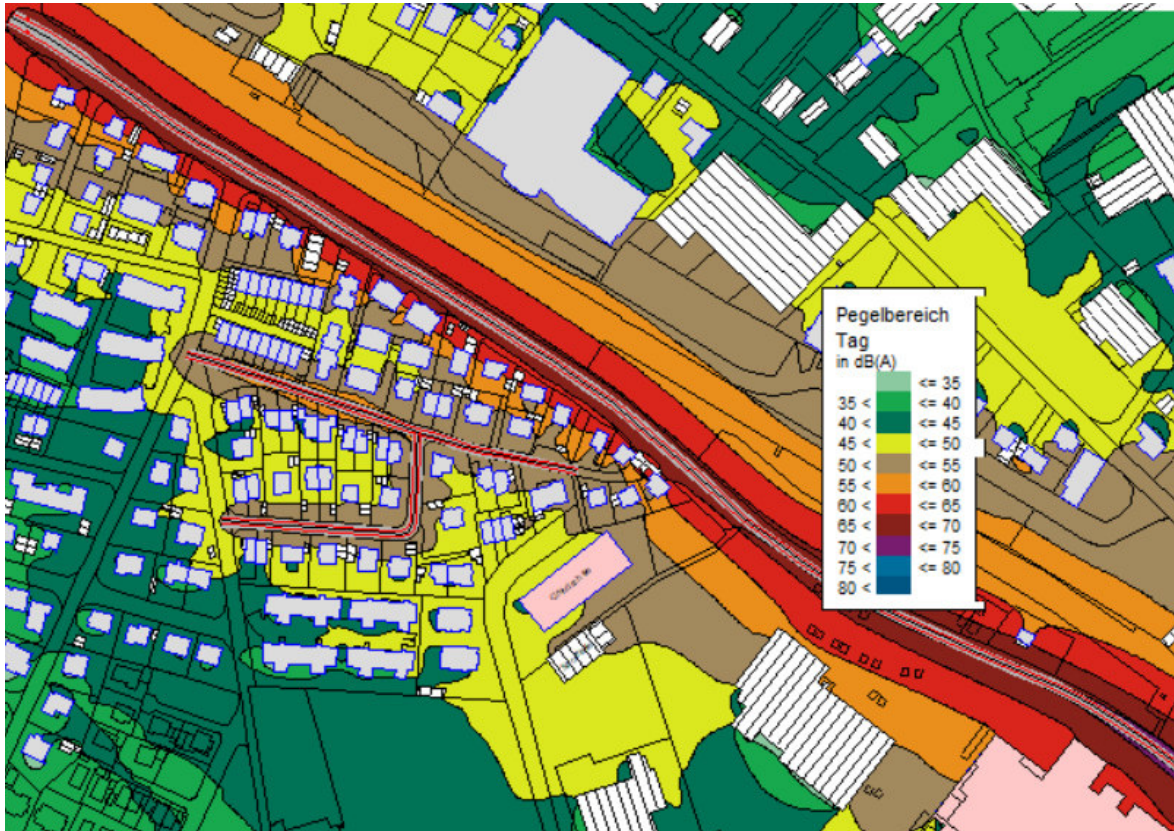 Pegelbereich
Tag
in dB(A)
<= 35
35 < <= 40
40 < <= 45
45 < <= 50
50 < <= 55
55 < <= 60
60 < <= 65
65 < <= 70
70 < <= 75
75 < <= 80
80 <